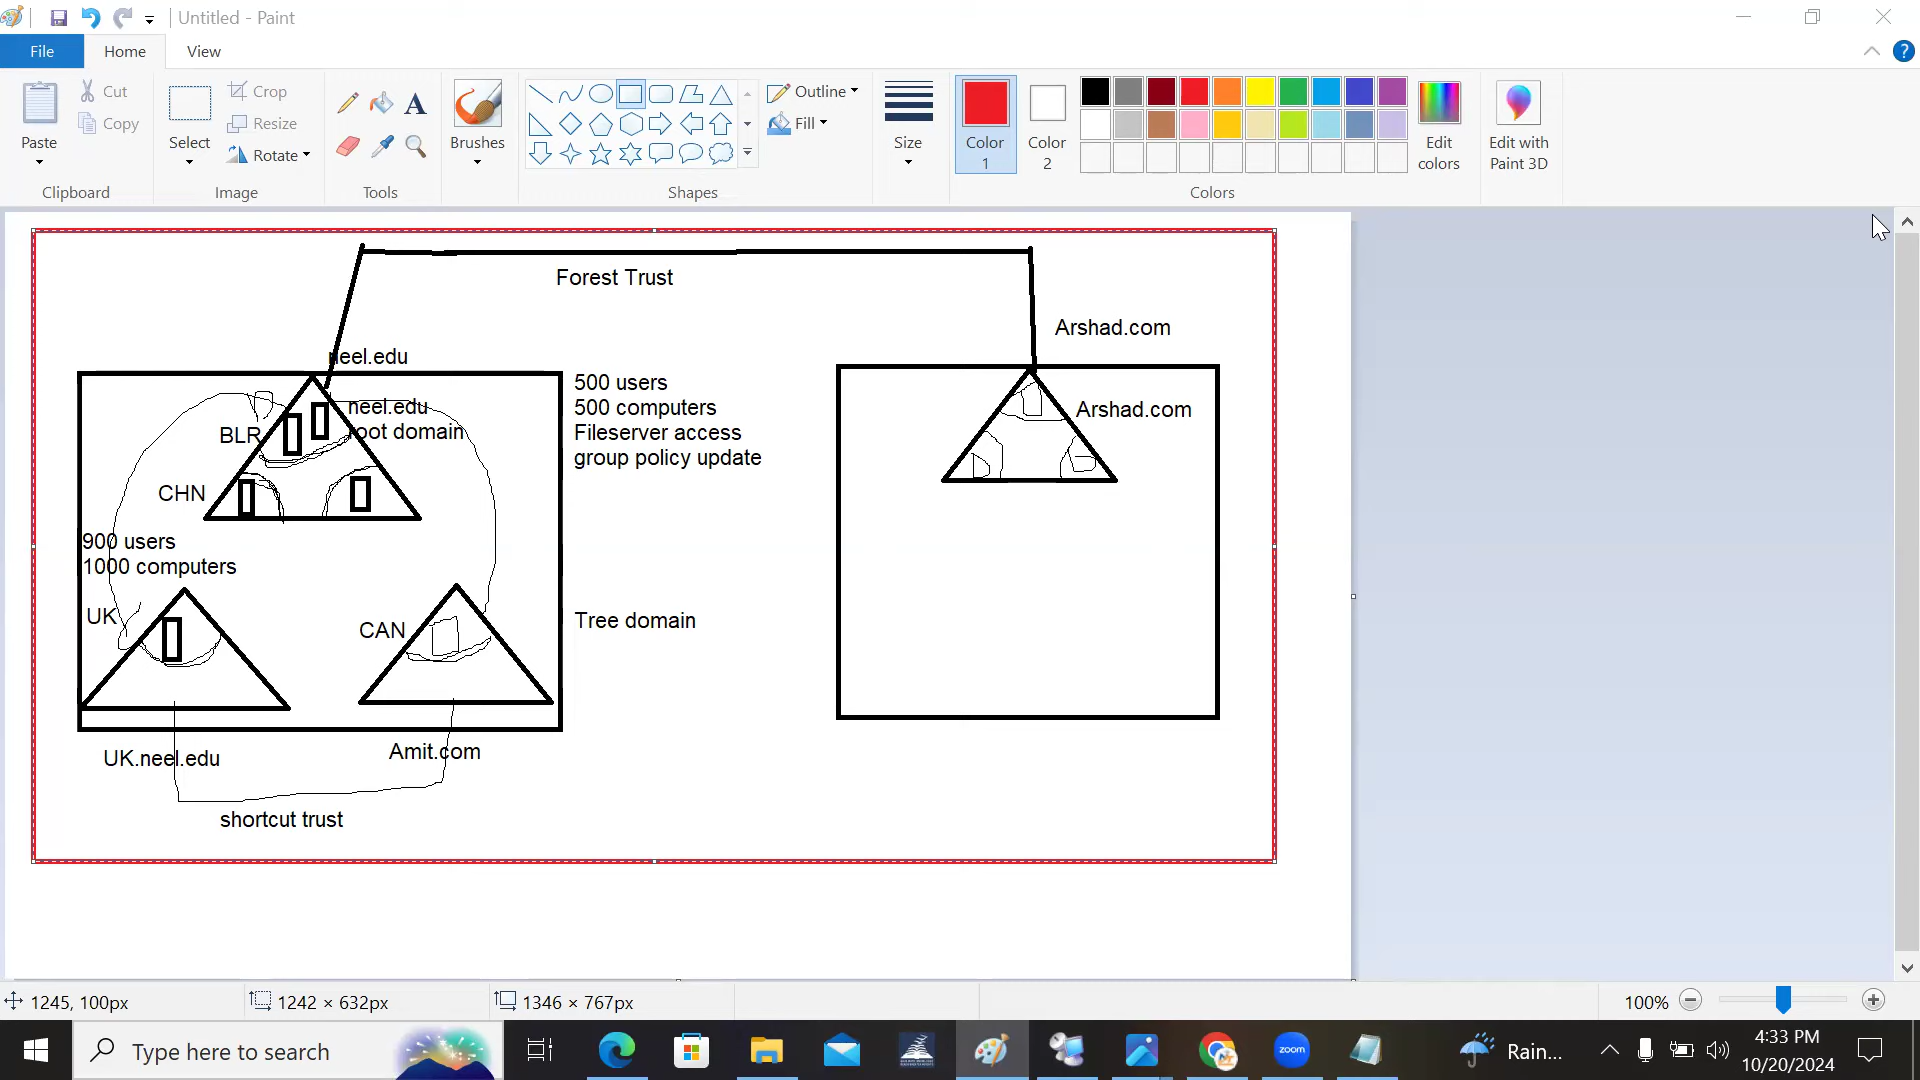 Untitled - Paint
File
Home
View
Paste
Cut
Copy
Clipboard
Select
Crop
Resize
Rotate
Image
A
Tools
Brushes
Outline
Fill
Shapes
Size
Color
1
Color
2
Edit
colors
Colors
Edit with
Paint 3D
Forest Trust
Arshad.com
neel.edu
500 users
500 computers
Fileserver access
group policy update
neel.edu
root domain
Arshad.com
BLR
CHN
900 users
1000 computers
UK
CAN
Tree domain
UK.neel.edu
Amit.com
shortcut trust
1245, 100px
1242 × 632px
1346 × 767px
100%
Type here to search
zoom
Rain...
4:33 PM
10/20/2024